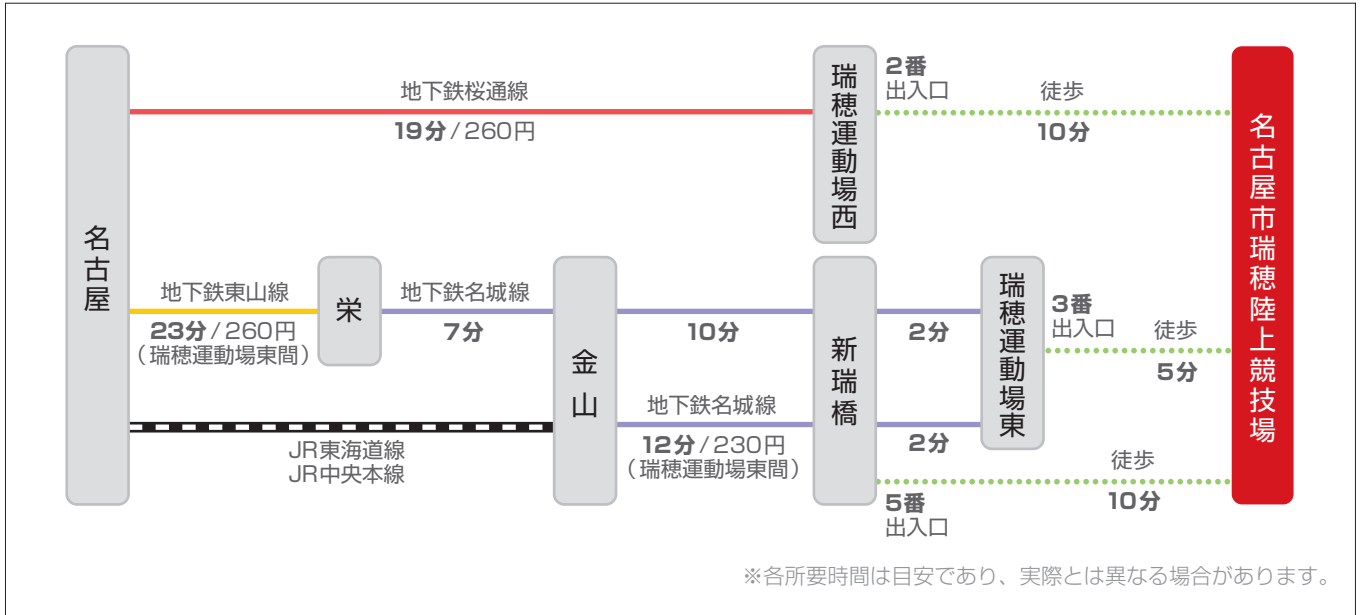 名古屋
地下鉄桜通線
19分/260円
瑞穂運動場西
2番
出入口
徒歩
10分
名古屋市瑞穂陸上競技場
地下鉄東山線
23分/260円
（瑞穂運動場東間）
栄
地下鉄名城線
7分
金山
10分
新瑞橋
2分
瑞穂運動場東
3番
出入口
徒歩
5分
JR東海道線
JR中央本線
地下鉄名城線
12分/230円
（瑞穂運動場東間）
2分
5番
出入口
徒歩
10分
※各所要時間は目安であり、実際とは異なる場合があります。